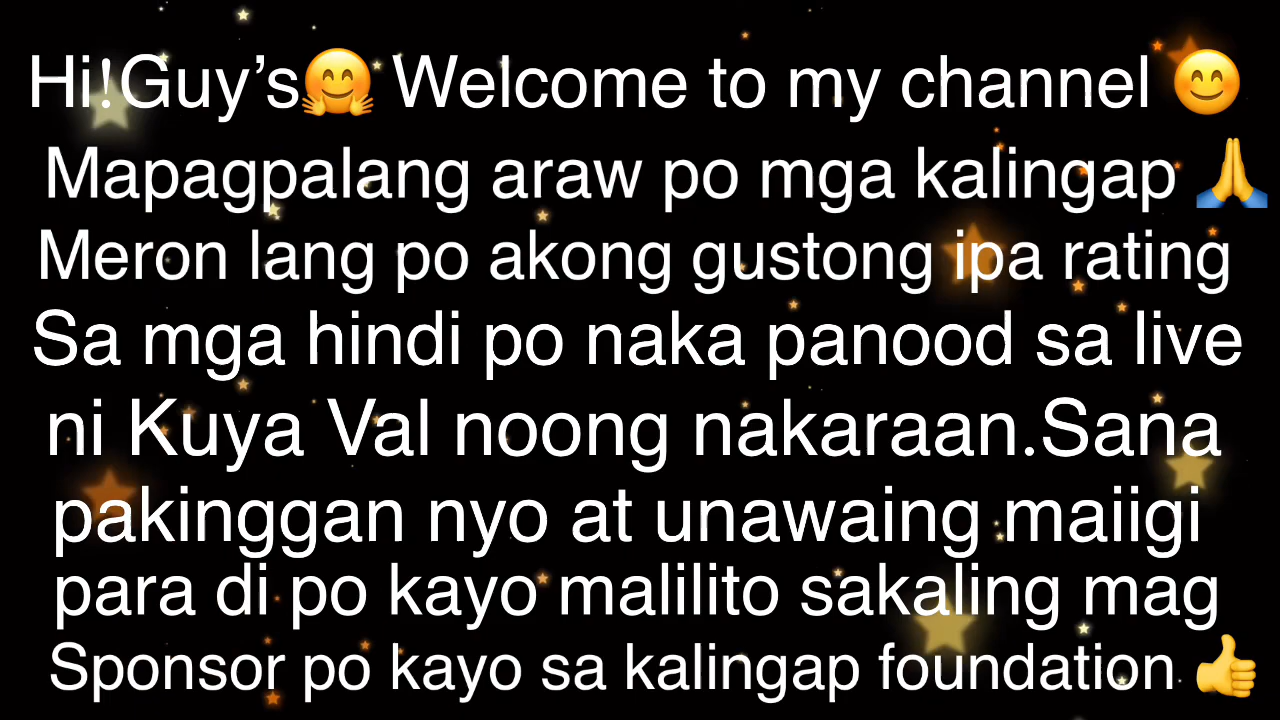 Hi!Guy’s🤗 Welcome to my channel 😊
Mapagpalang araw po mga kalingap 🙏
Meron lang po akong gustong ipa rating
Sa mga hindi po naka panood sa live
ni Kuya Val noong nakaraan.Sana
pakinggan nyo at unawaing maiigi
para di po kayo malilito sakaling mag
Sponsor po kayo sa kalingap foundation 👍